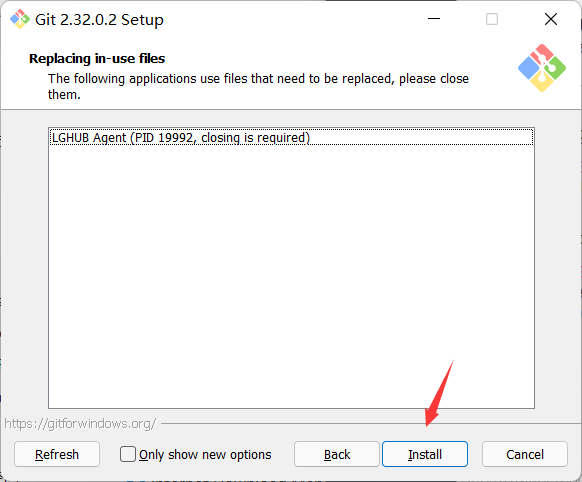 Git 2.32.0.2 Setup
Replacing in-use files
The following applications use files that need to be replaced, please close
them.
LGHUB Agent (PID 19992, closing is required)
https://gitforwindows.org/
Refresh
Only show new options
Back
Install
Cancel